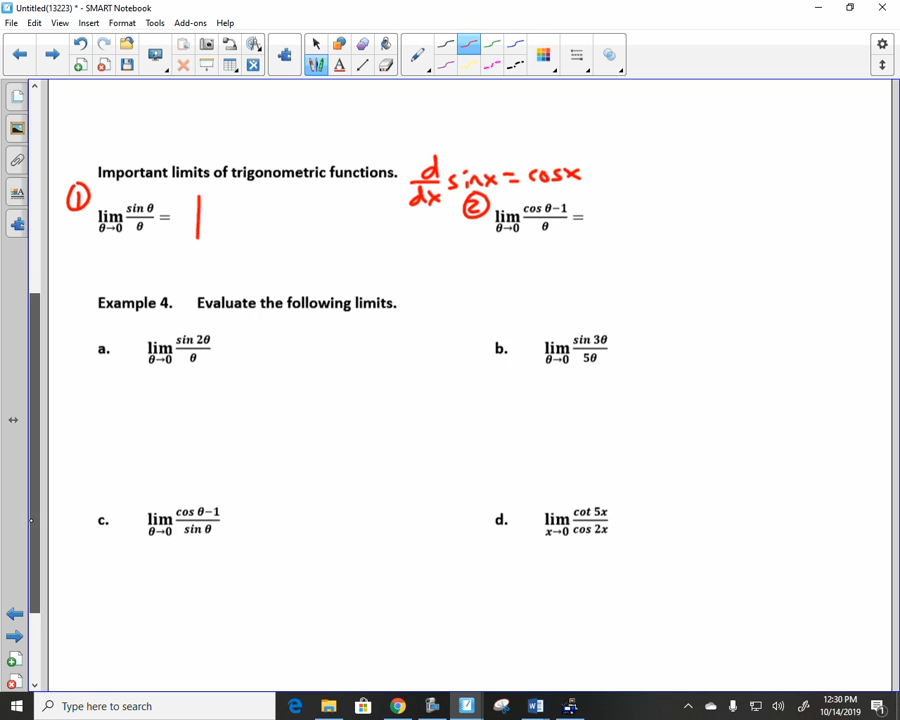 Untitled(13223) * - SMART Notebook
File Edit View Insert Format Tools Add-ons Help
Important limits of trigonometric functions. d/dx sinx = cosx
① lim θ→0 sin θ / θ = 1
② lim θ→0 cos θ−1 / θ =
Example 4. Evaluate the following limits.
a. lim θ→0 sin 2θ / θ
b. lim θ→0 sin 3θ / 5θ
c. lim θ→0 cos θ−1 / sin θ
d. lim x→0 cot 5x / cos 2x
Type here to search
12:30 PM
10/14/2019